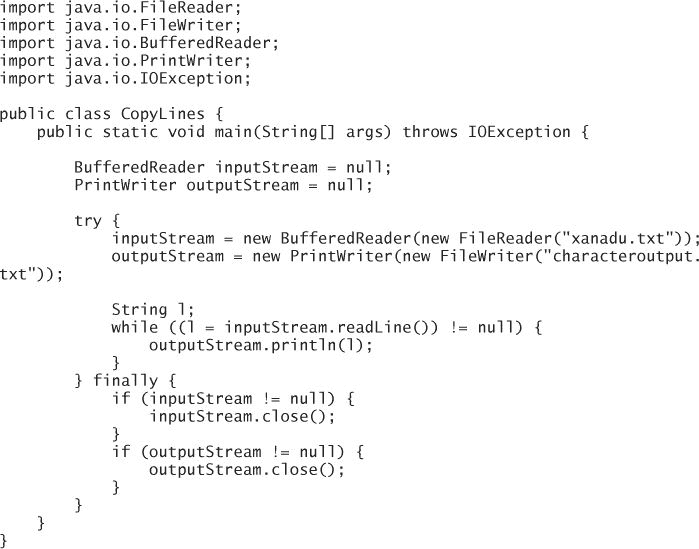 import java.io.FileReader;
import java.io.FileWriter;
import java.io.BufferedReader;
import java.io.PrintWriter;
import java.io.IOException;

public class CopyLines {
    public static void main(String[] args) throws IOException {

        BufferedReader inputStream = null;
        PrintWriter outputStream = null;

        try {
            inputStream = new BufferedReader(new FileReader("xanadu.txt"));
            outputStream = new PrintWriter(new FileWriter("characteroutput.
txt"));

            String l;
            while ((l = inputStream.readLine()) != null) {
                outputStream.println(l);
            }
        } finally {
            if (inputStream != null) {
                inputStream.close();
            }
            if (outputStream != null) {
                outputStream.close();
            }
        }
    }
}